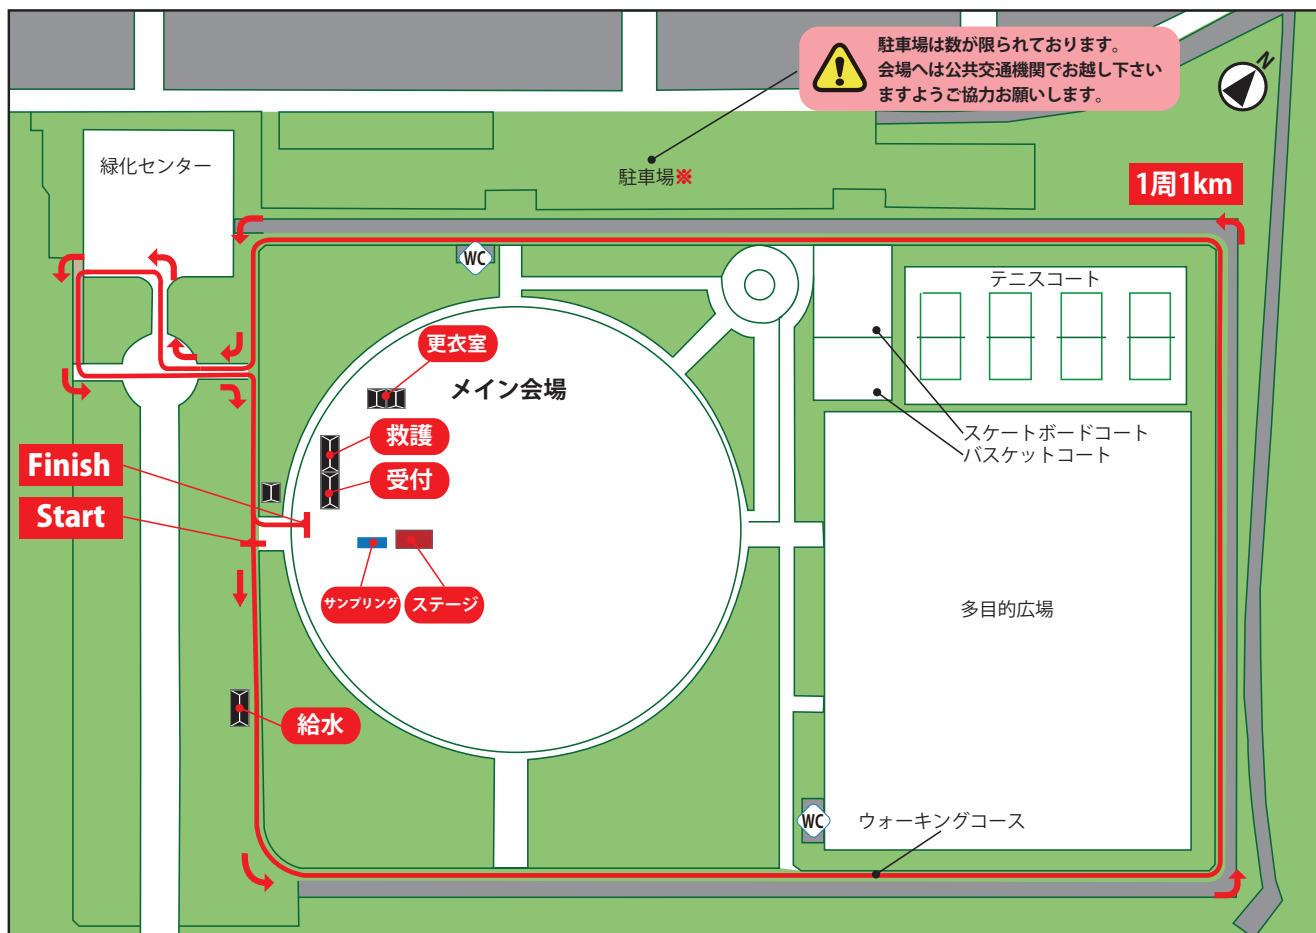 駐車場は数が限られております。
会場へは公共交通機関でお越し下さい
ますようご協力お願いします。
N
緑化センター
駐車場※
1周1km
WC
テニスコート
更衣室
メイン会場
救護
スケートボードコート
バスケットコート
Finish
受付
Start
サンプリング
ステージ
多目的広場
給水
WC
ウォーキングコース